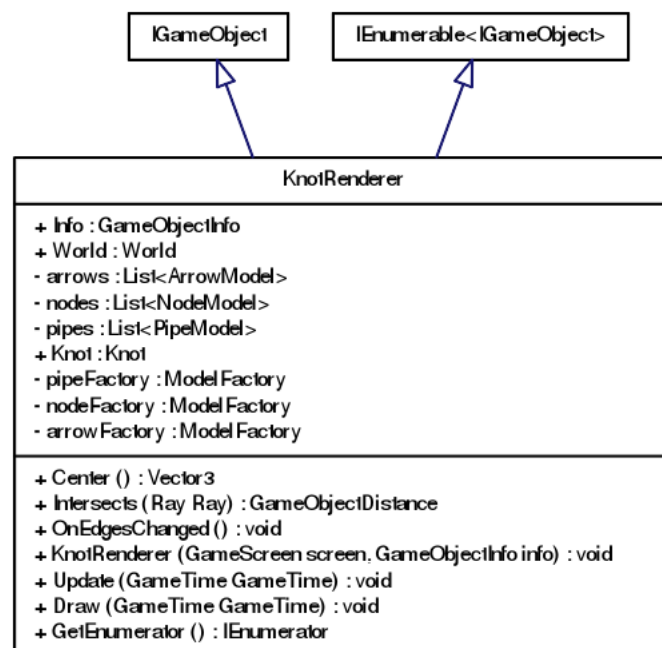 IGameObject
IEnumerable<IGameObject>
KnotRenderer
+ Info : GameObjectInfo
+ World : World
- arrows : List<ArrowModel>
- nodes : List<NodeModel>
- pipes : List<PipeModel>
+ Knot : Knot
- pipeFactory : ModelFactory
- nodeFactory : ModelFactory
- arrowFactory : ModelFactory
+ Center () : Vector3
+ Intersects (Ray Ray) : GameObjectDistance
+ OnEdgesChanged () : void
+ KnotRenderer (GameScreen screen, GameObjectInfo info) : void
+ Update (GameTime GameTime) : void
+ Draw (GameTime GameTime) : void
+ GetEnumerator () : IEnumerator